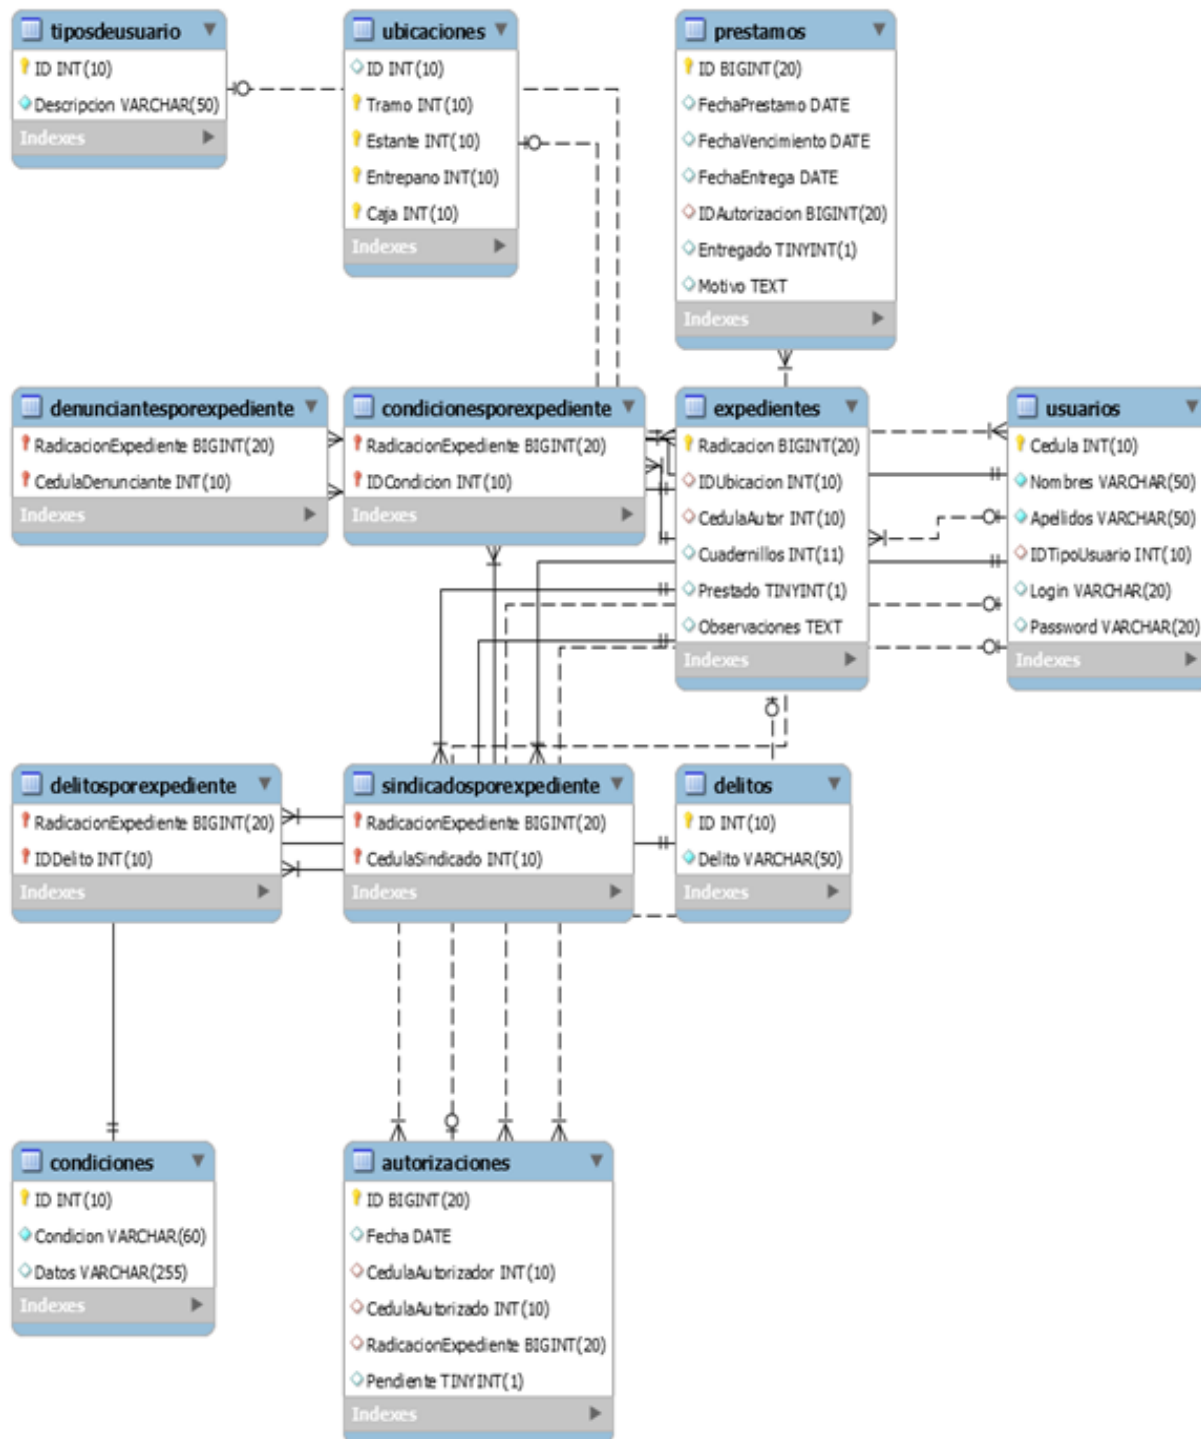 tiposdeusuario
ID INT(10)
Descripcion VARCHAR(50)
Indexes
ubicaciones
ID INT(10)
Tramo INT(10)
Estante INT(10)
Entrepano INT(10)
Caja INT(10)
Indexes
prestamos
ID BIGINT(20)
FechaPrestamo DATE
FechaVencimiento DATE
FechaEntrega DATE
IDAutorizacion BIGINT(20)
Entregado TINYINT(1)
Motivo TEXT
Indexes
denunciantesporexpediente
RadicacionExpediente BIGINT(20)
CedulaDenunciante INT(10)
Indexes
condicionesporexpediente
RadicacionExpediente BIGINT(20)
IDCondicion INT(10)
Indexes
expedientes
Radicacion BIGINT(20)
IDUbicacion INT(10)
CedulaAutor INT(10)
Cuadernillos INT(11)
Prestado TINYINT(1)
Observaciones TEXT
Indexes
usuarios
Cedula INT(10)
Nombres VARCHAR(50)
Apellidos VARCHAR(50)
IDTipoUsuario INT(10)
Login VARCHAR(20)
Password VARCHAR(20)
Indexes
delitosporexpediente
RadicacionExpediente BIGINT(20)
IDDelito INT(10)
Indexes
sindicadosporexpediente
RadicacionExpediente BIGINT(20)
CedulaSindicado INT(10)
Indexes
delitos
ID INT(10)
Delito VARCHAR(50)
Indexes
condiciones
ID INT(10)
Condicion VARCHAR(60)
Datos VARCHAR(255)
Indexes
autorizaciones
ID BIGINT(20)
Fecha DATE
CedulaAutorizador INT(10)
CedulaAutorizado INT(10)
RadicacionExpediente BIGINT(20)
Pendiente TINYINT(1)
Indexes